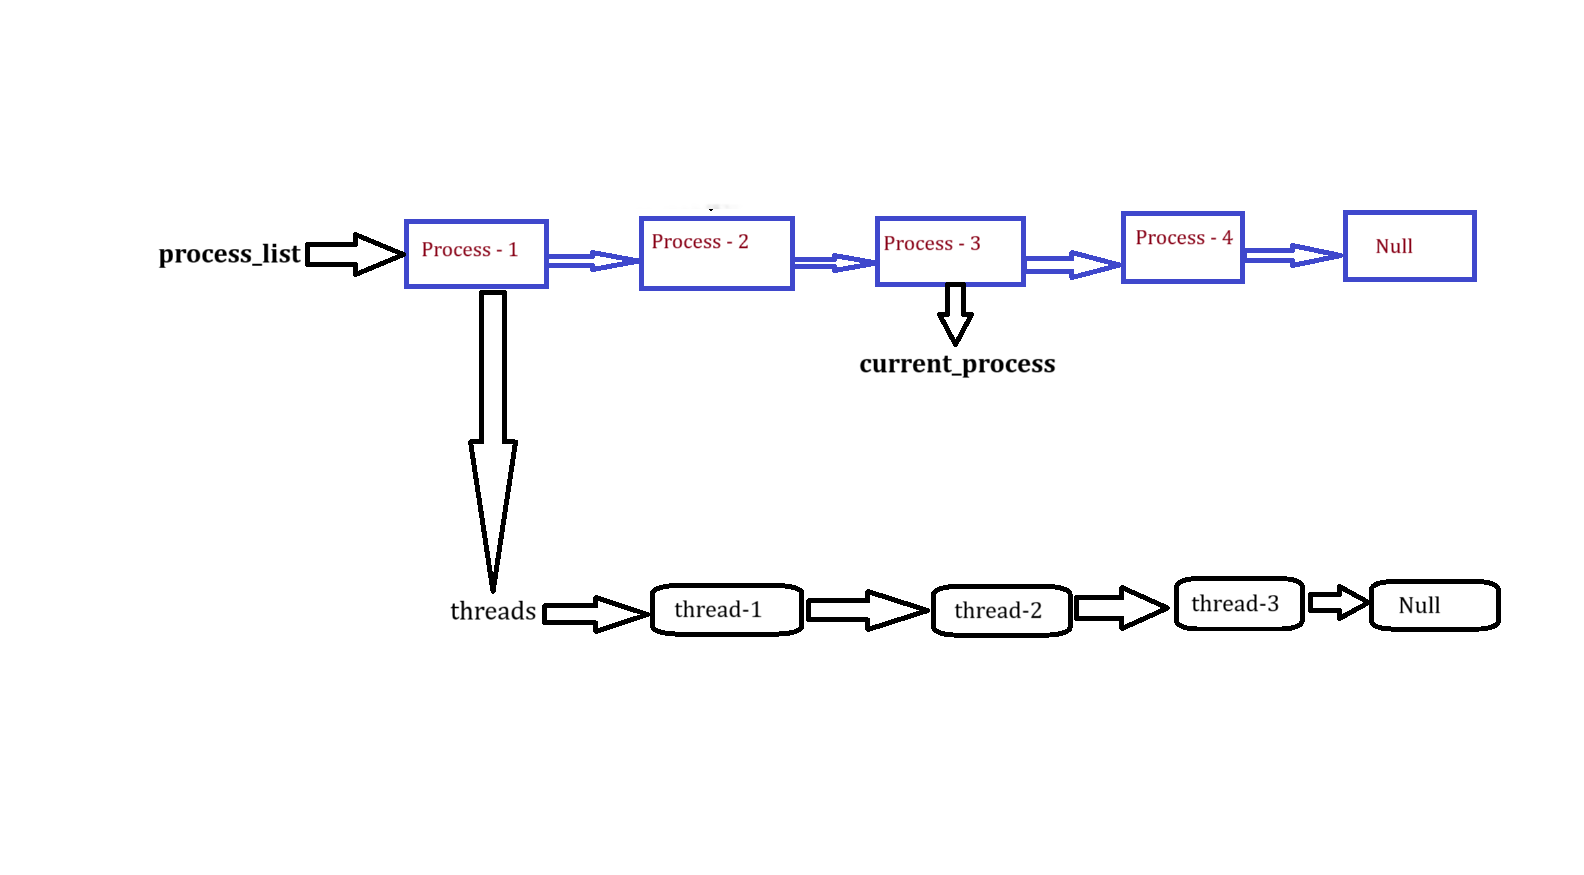 process_list
Process - 1
Process - 2
Process - 3
Process - 4
Null
current_process
threads
thread-1
thread-2
thread-3
Null